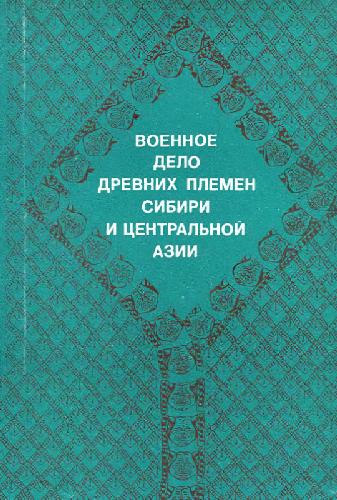 ВОЕННОЕ
ДЕЛО
ДРЕВНИХ ПЛЕМЕН
СИБИРИ
И ЦЕНТРАЛЬНОЙ
АЗИИ